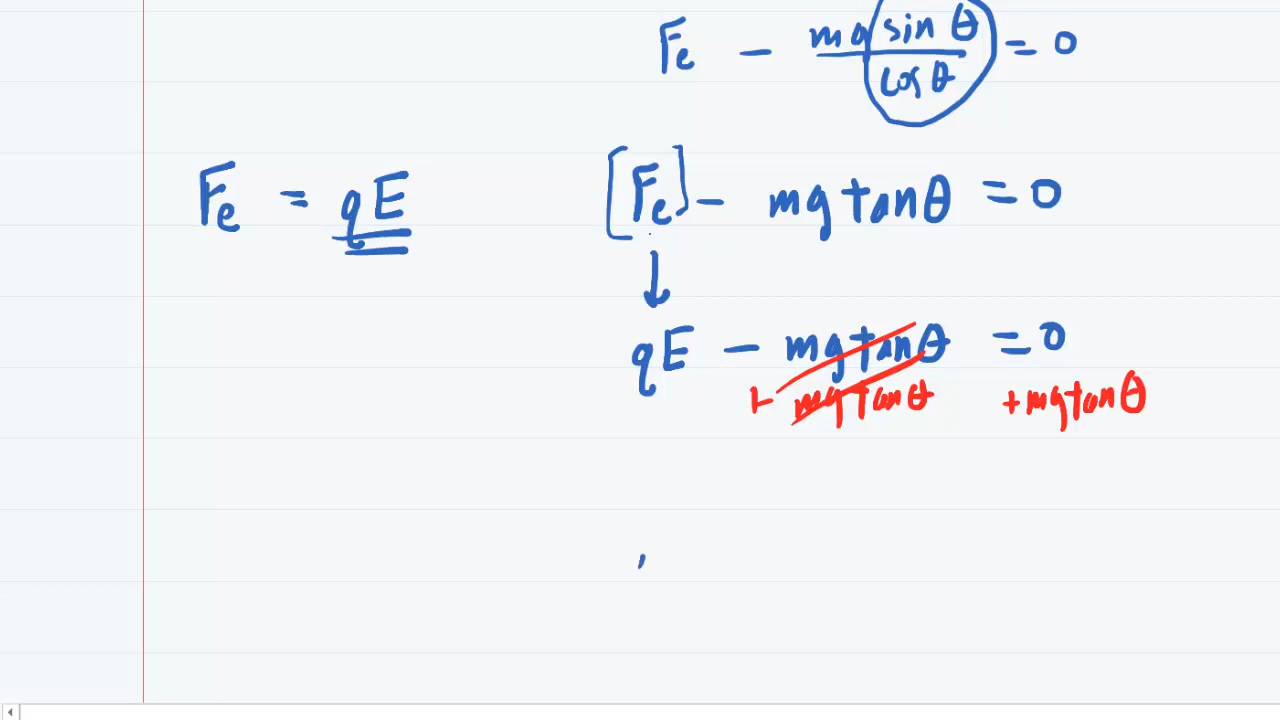 Fe - mg sin θ / cos θ = 0
Fe = qE
[Fe] - mg tan θ = 0
↓
qE - mg tan θ = 0
+ mg tan θ + mg tan θ